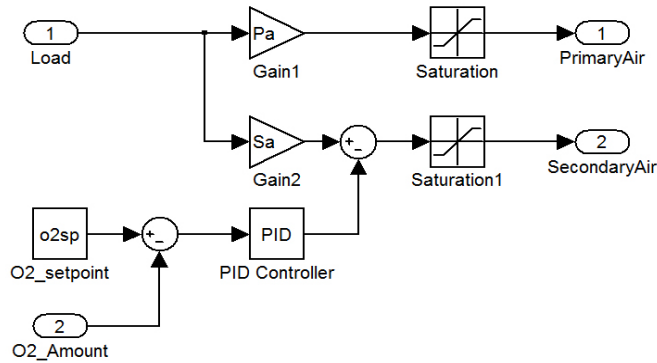 1
Load
Pa
Gain1
Saturation
1
PrimaryAir
Sa
Gain2
+
−
Saturation1
2
SecondaryAir
o2sp
O2_setpoint
+
−
PID
PID Controller
2
O2_Amount